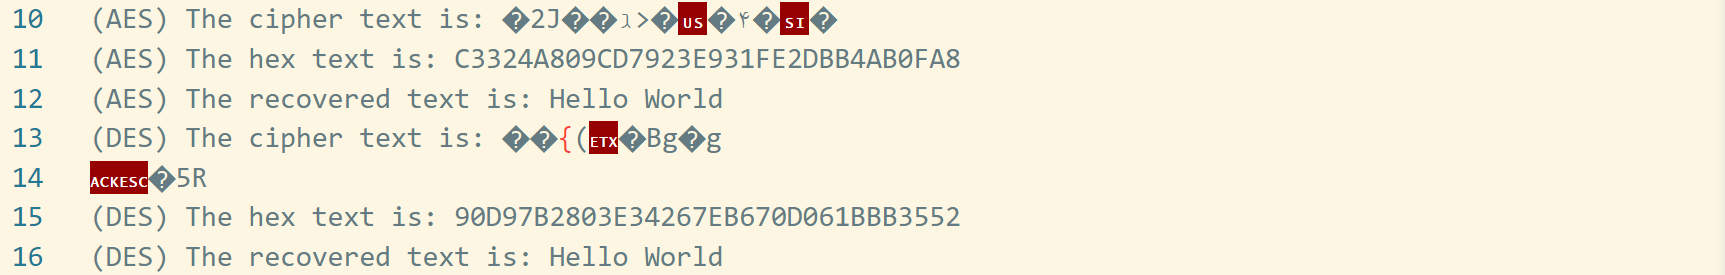 10 (AES) The cipher text is: �2J��ג<�US�۴�SI�
11 (AES) The hex text is: C3324A809CD7923E931FE2DBB4AB0FA8
12 (AES) The recovered text is: Hello World
13 (DES) The cipher text is: ��{(ETX�Bg�g
14 ACKESC�5R
15 (DES) The hex text is: 90D97B2803E34267EB670D061BBB3552
16 (DES) The recovered text is: Hello World